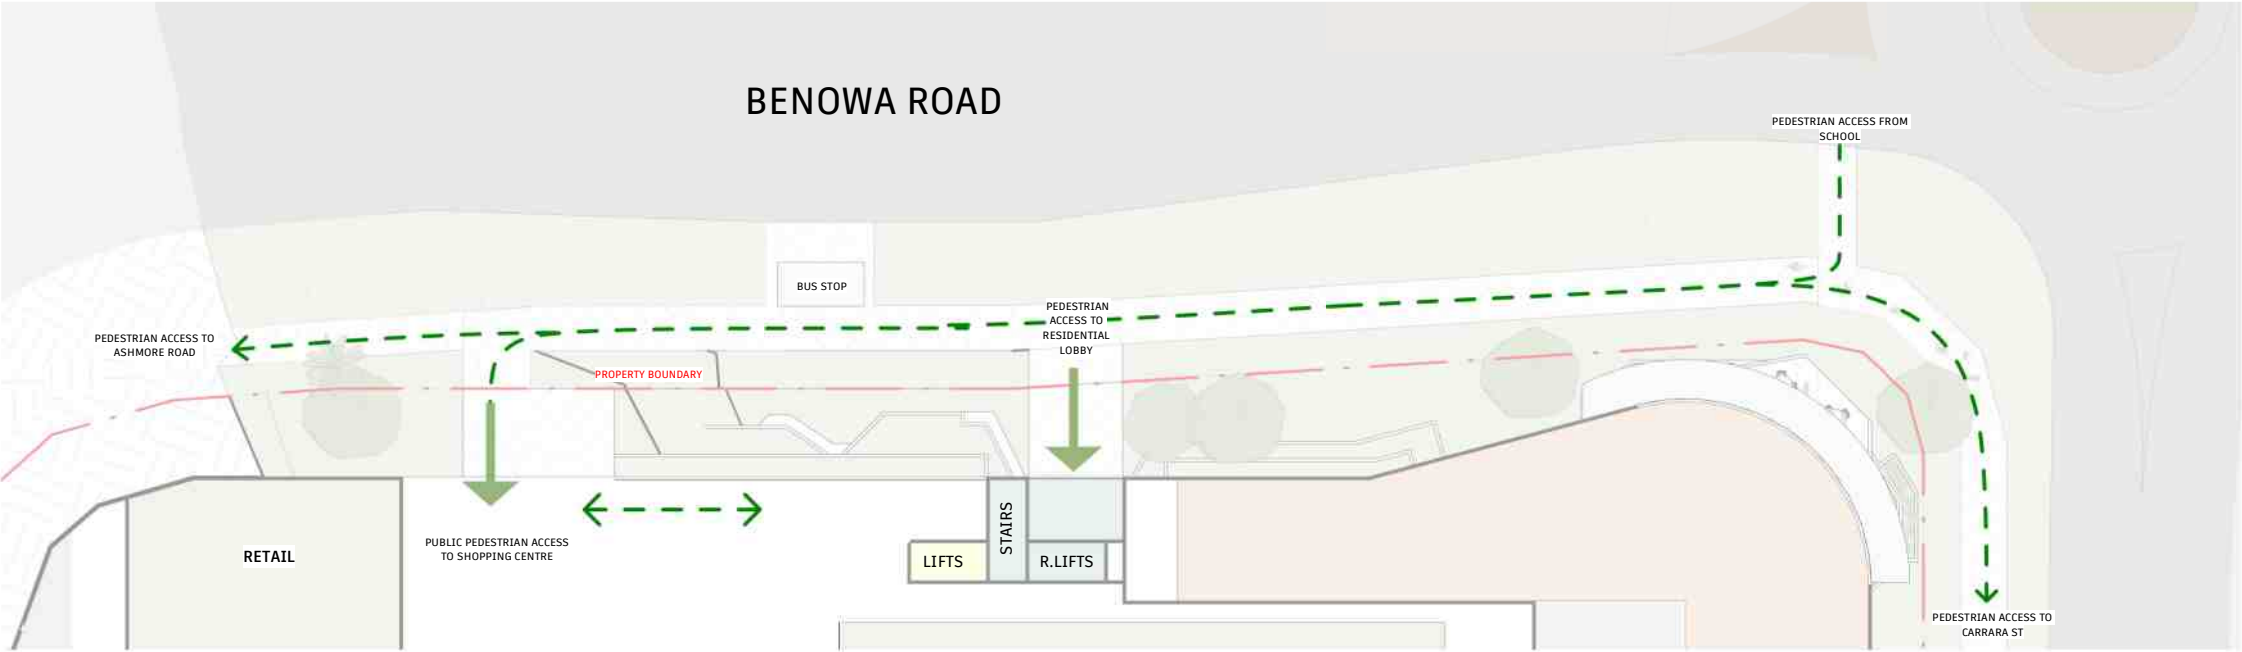 BENOWA ROAD
PEDESTRIAN ACCESS FROM
SCHOOL
BUS STOP
PEDESTRIAN
ACCESS TO
RESIDENTIAL
LOBBY
PEDESTRIAN ACCESS TO
ASHMORE ROAD
PROPERTY BOUNDARY
PUBLIC PEDESTRIAN ACCESS
TO SHOPPING CENTRE
RETAIL
STAIRS
LIFTS
R.LIFTS
PEDESTRIAN ACCESS TO
CARRARA ST